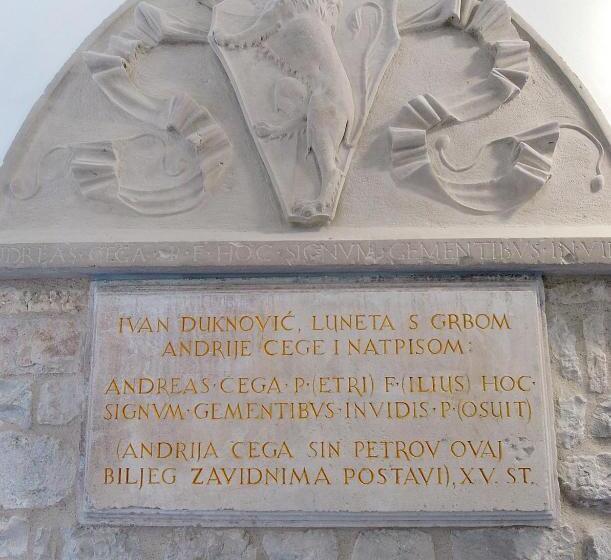 ANDREAS·CEGA·P·F·HOC·SIGNVM·GEMENTIBVS·INVID
IVAN DUKNOVIĆ, LUNETA S GRBOM
ANDRIJE CEGE I NATPISOM:
ANDREAS·CEGA·P·(ETRI) F·(ILIUS) HOC·
SIGNVM·GEMENTIBVS·INVIDIS·P·(OSUIT)
(ANDRIJA CEGA SIN PETROV OVAJ
BILJEG ZAVIDNIMA POSTAVI), XV. ST.